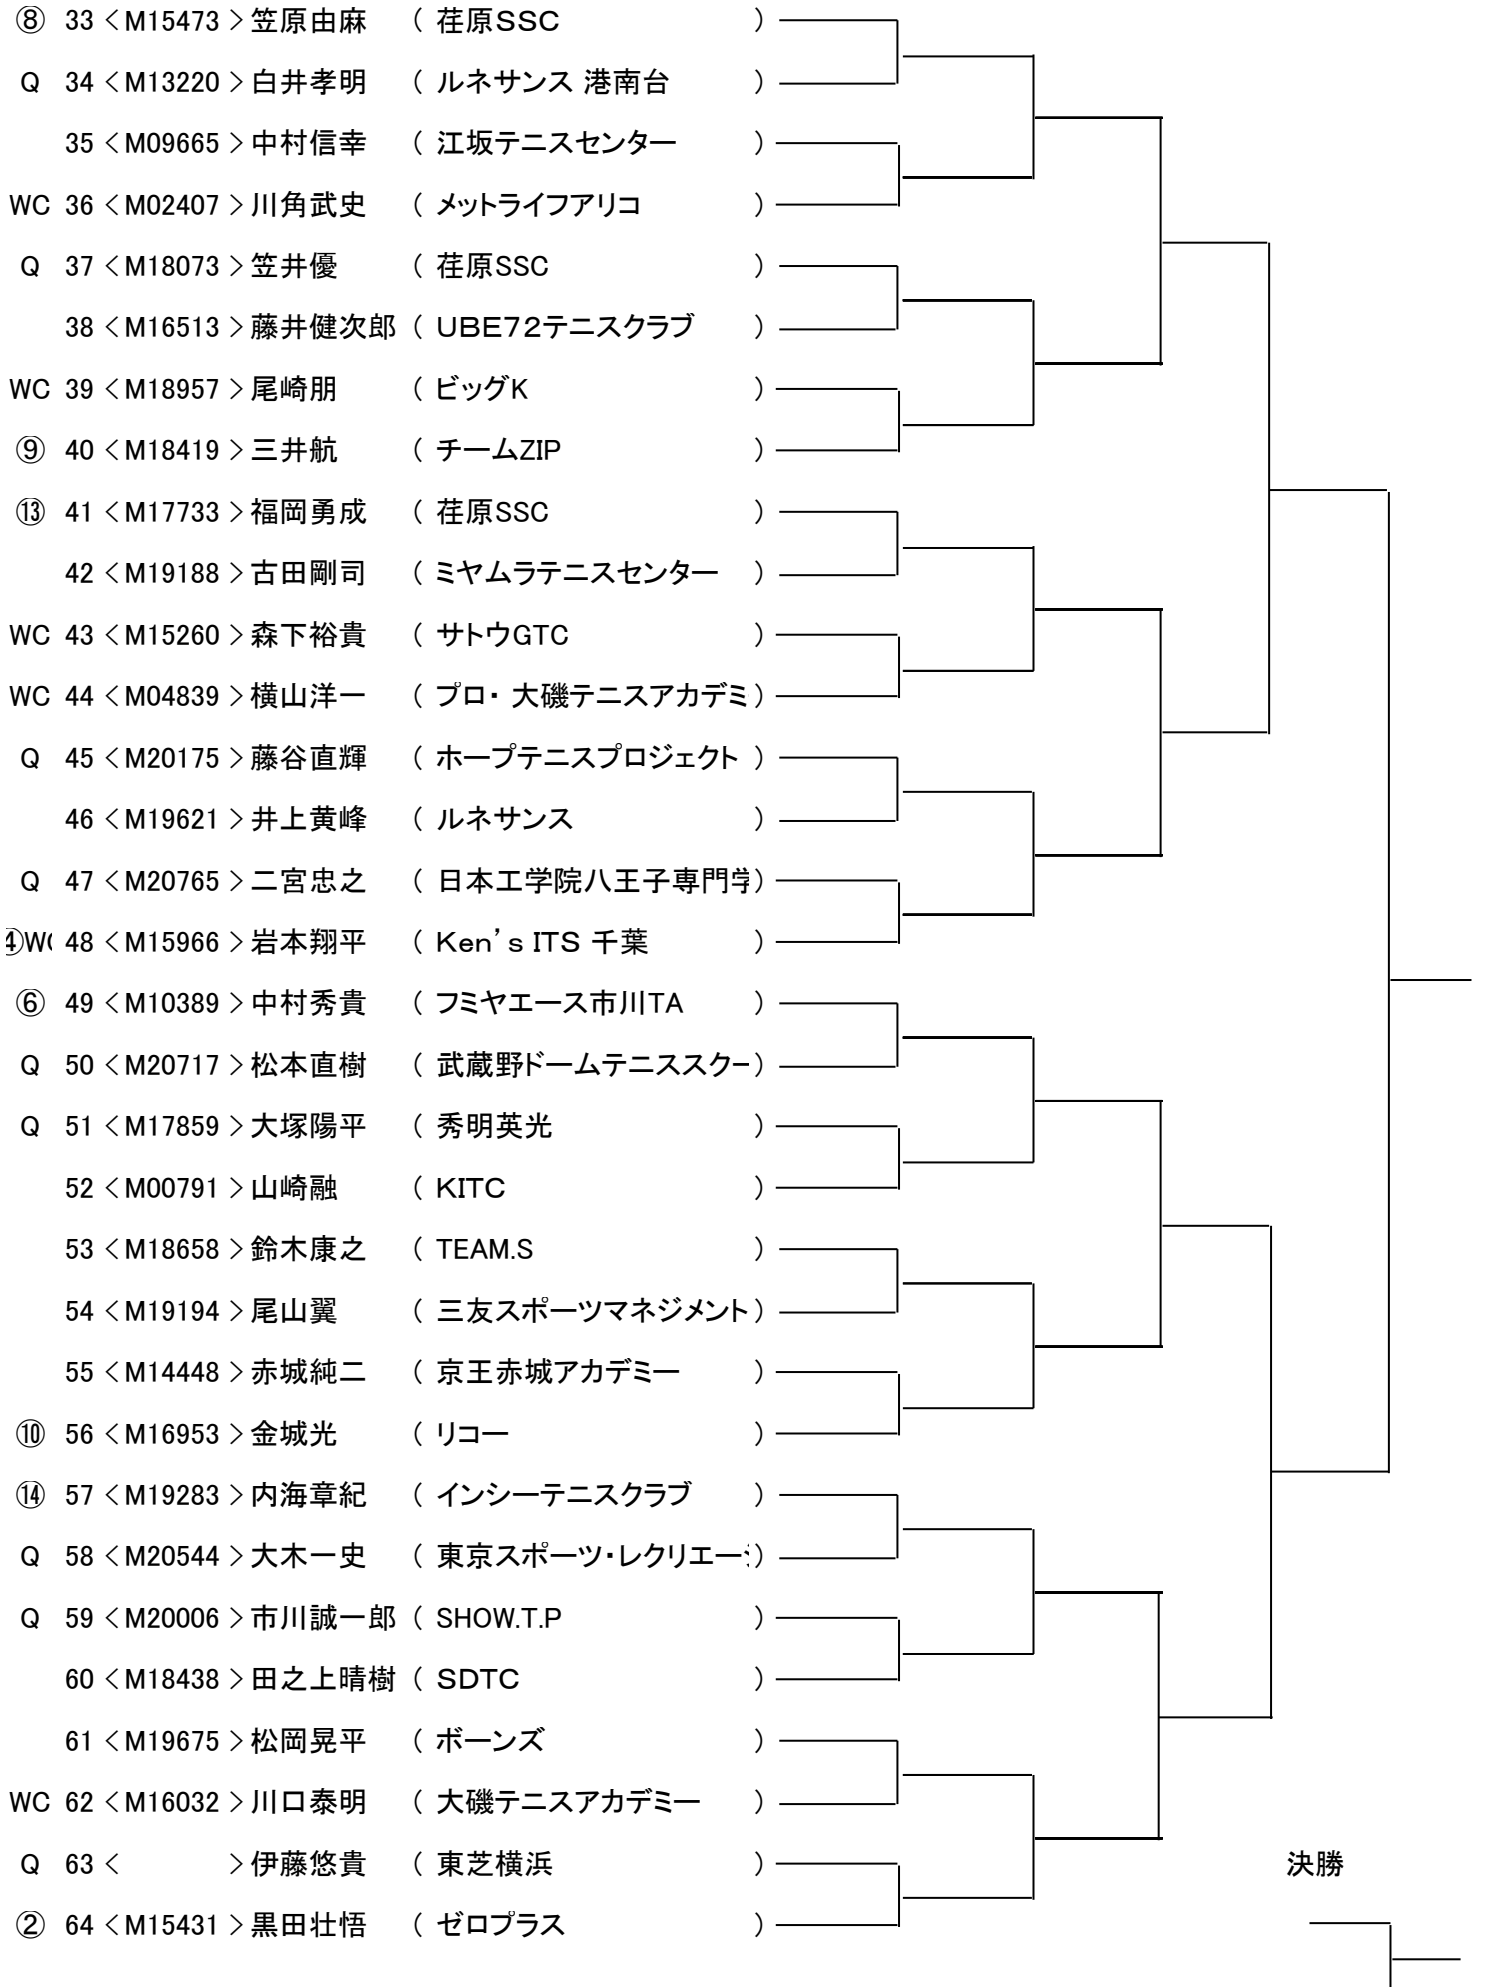 ⑧ 33 < M15473 > 笠原由麻 ( 荏原SSC )
Q 34 < M13220 > 白井孝明 ( ルネサンス 港南台 )
35 < M09665 > 中村信幸 ( 江坂テニスセンター )
WC 36 < M02407 > 川角武史 ( メットライフアリコ )
Q 37 < M18073 > 笠井優 ( 荏原SSC )
38 < M16513 > 藤井健次郎 ( UBE72テニスクラブ )
WC 39 < M18957 > 尾崎朋 ( ビッグK )
⑨ 40 < M18419 > 三井航 ( チームZIP )
⑬ 41 < M17733 > 福岡勇成 ( 荏原SSC )
42 < M19188 > 古田剛司 ( ミヤムラテニスセンター )
WC 43 < M15260 > 森下裕貴 ( サトウGTC )
WC 44 < M04839 > 横山洋一 ( プロ・ 大磯テニスアカデミ )
Q 45 < M20175 > 藤谷直輝 ( ホープテニスプロジェクト )
46 < M19621 > 井上黄峰 ( ルネサンス )
Q 47 < M20765 > 二宮忠之 ( 日本工学院八王子専門学 )
④W 48 < M15966 > 岩本翔平 ( Ken's ITS 千葉 )
⑥ 49 < M10389 > 中村秀貴 ( フミヤエース市川TA )
Q 50 < M20717 > 松本直樹 ( 武蔵野ドームテニススクー )
Q 51 < M17859 > 大塚陽平 ( 秀明英光 )
52 < M00791 > 山崎融 ( KITC )
53 < M18658 > 鈴木康之 ( TEAM.S )
54 < M19194 > 尾山翼 ( 三友スポーツマネジメント )
55 < M14448 > 赤城純二 ( 京王赤城アカデミー )
⑩ 56 < M16953 > 金城光 ( リコー )
⑭ 57 < M19283 > 内海章紀 ( インシーテニスクラブ )
Q 58 < M20544 > 大木一史 ( 東京スポーツ・レクリエー )
Q 59 < M20006 > 市川誠一郎 ( SHOW.T.P )
60 < M18438 > 田之上晴樹 ( SDTC )
61 < M19675 > 松岡晃平 ( ボーンズ )
WC 62 < M16032 > 川口泰明 ( 大磯テニスアカデミー )
Q 63 < > 伊藤悠貴 ( 東芝横浜 )
決勝
② 64 < M15431 > 黒田壮悟 ( ゼロプラス )